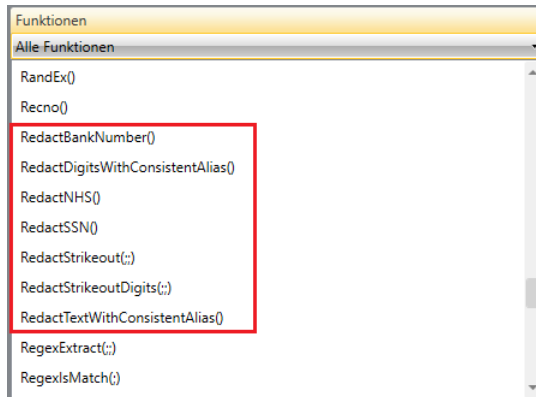 Funktionen
Alle Funktionen
RandEx()
Recno()
RedactBankNumber()
RedactDigitsWithConsistentAlias()
RedactNHS()
RedactSSN()
RedactStrikeout(;;)
RedactStrikeoutDigits(;;)
RedactTextWithConsistentAlias()
RegexExtract(;;)
RegexIsMatch(;)